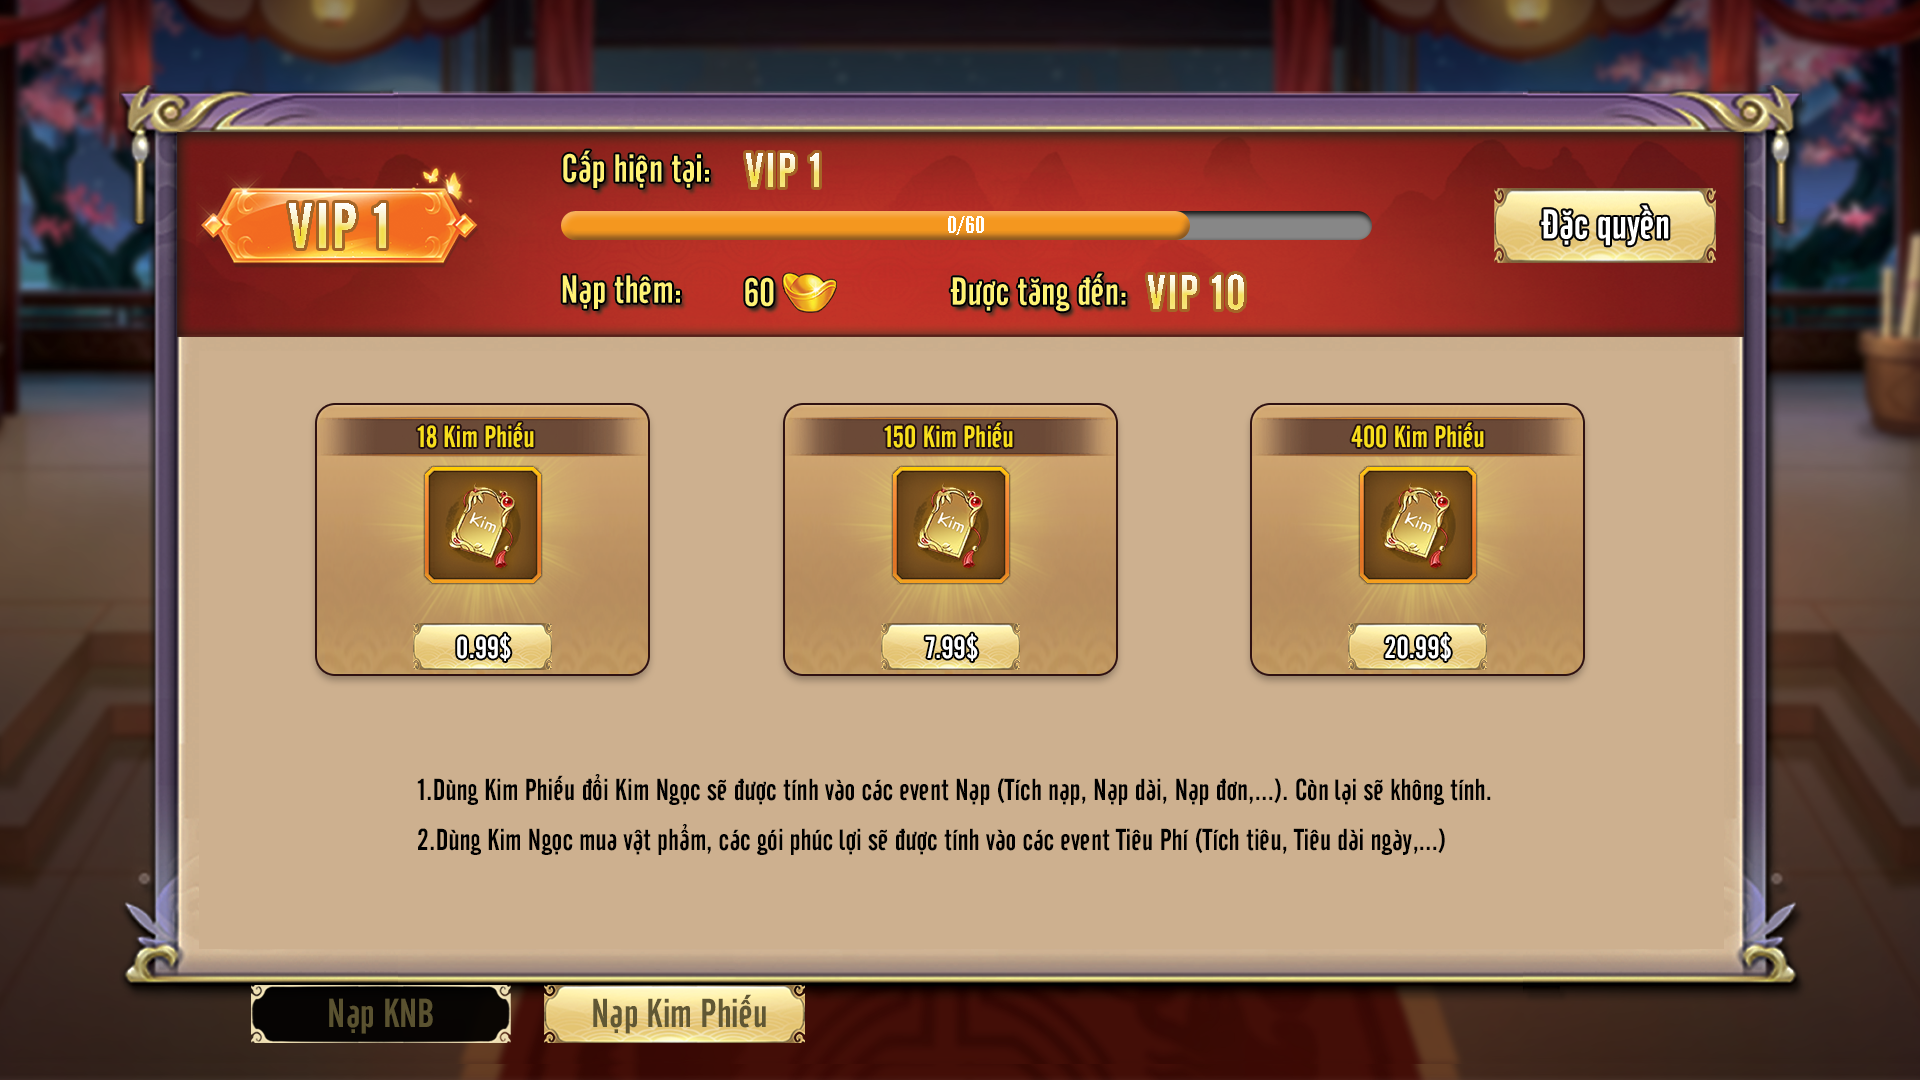 VIP 1
Cấp hiện tại: VIP 1
0/60
Nạp thêm: 60 Được tăng đến: VIP 10
Đặc quyền
18 Kim Phiếu
Kim
0.99$
150 Kim Phiếu
Kim
7.99$
400 Kim Phiếu
Kim
20.99$
1.Dùng Kim Phiếu đổi Kim Ngọc sẽ được tính vào các event Nạp (Tích nạp, Nạp dài, Nạp đơn,...). Còn lại sẽ không tính.
2.Dùng Kim Ngọc mua vật phẩm, các gói phúc lợi sẽ được tính vào các event Tiêu Phí (Tích tiêu, Tiêu dài ngày,...)
Nạp KNB
Nạp Kim Phiếu